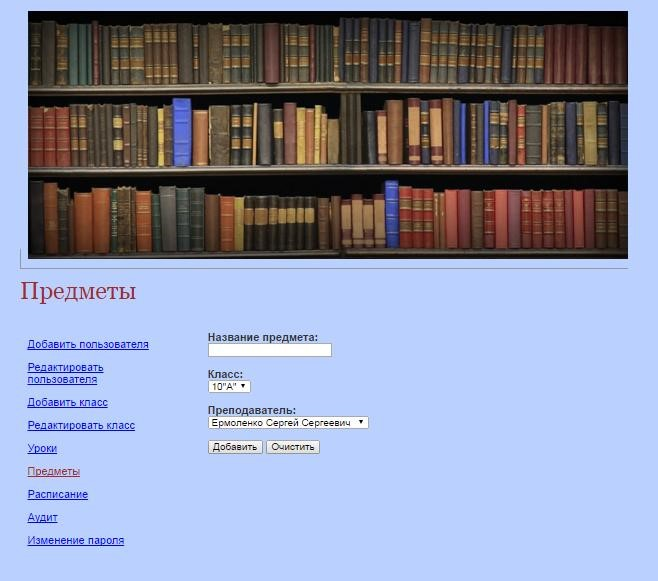 Предметы
Добавить пользователя
Редактировать
пользователя
Добавить класс
Редактировать класс
Уроки
Предметы
Расписание
Аудит
Изменение пароля
Название предмета:
Класс:
10"А"
Преподаватель:
Ермоленко Сергей Сергеевич
Добавить Очистить